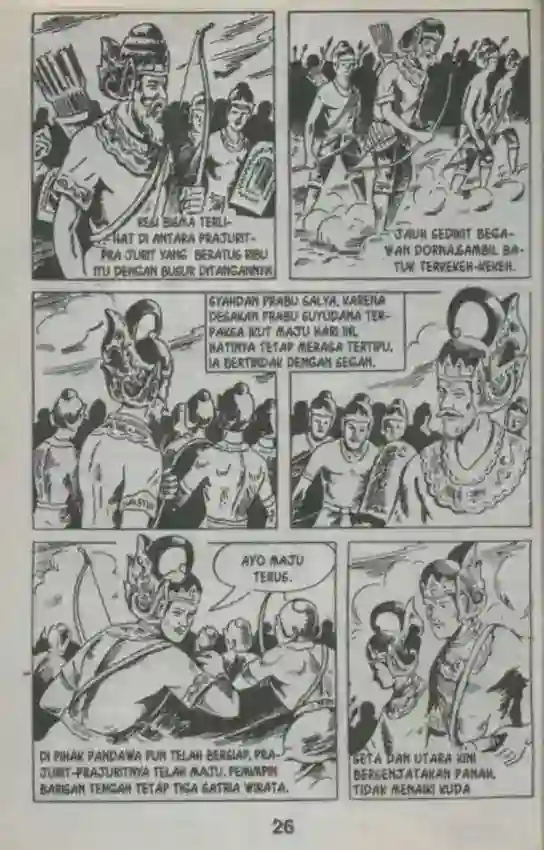 RESI BISMA TERLI-
HAT DI ANTARA PRAJURIT-
PRAJURIT YANG BERATUS RIBU
ITU DENGAN BUSUR DITANGANNYA
JAUH SEDIKIT BEGA-
WAN DORNA,SAMBIL BA-
TUK TERKEKEH-KEKEH.
SYAHDAN PRABU SALYA, KARENA
DESAKAN PRABU SUYUDANA TER-
PAKSA IKUT MAJU HARI INI,
HATINYA TETAP MERASA TERTIPU,
IA BERTINDAK DENGAN SEGAN.
AYO MAJU
TERUS.
DI PIHAK PANDAWA PUN TELAH BERSIAP, PRA-
JURIT-PRAJURITNYA TELAH MAJU. PEMIMPIN
BARISAN TENGAH TETAP TIGA SATRIA WIRATA.
SETA DAN UTARA KINI
BERSENJATAKAN PANAH,
TIDAK MENAIKI KUDA
26